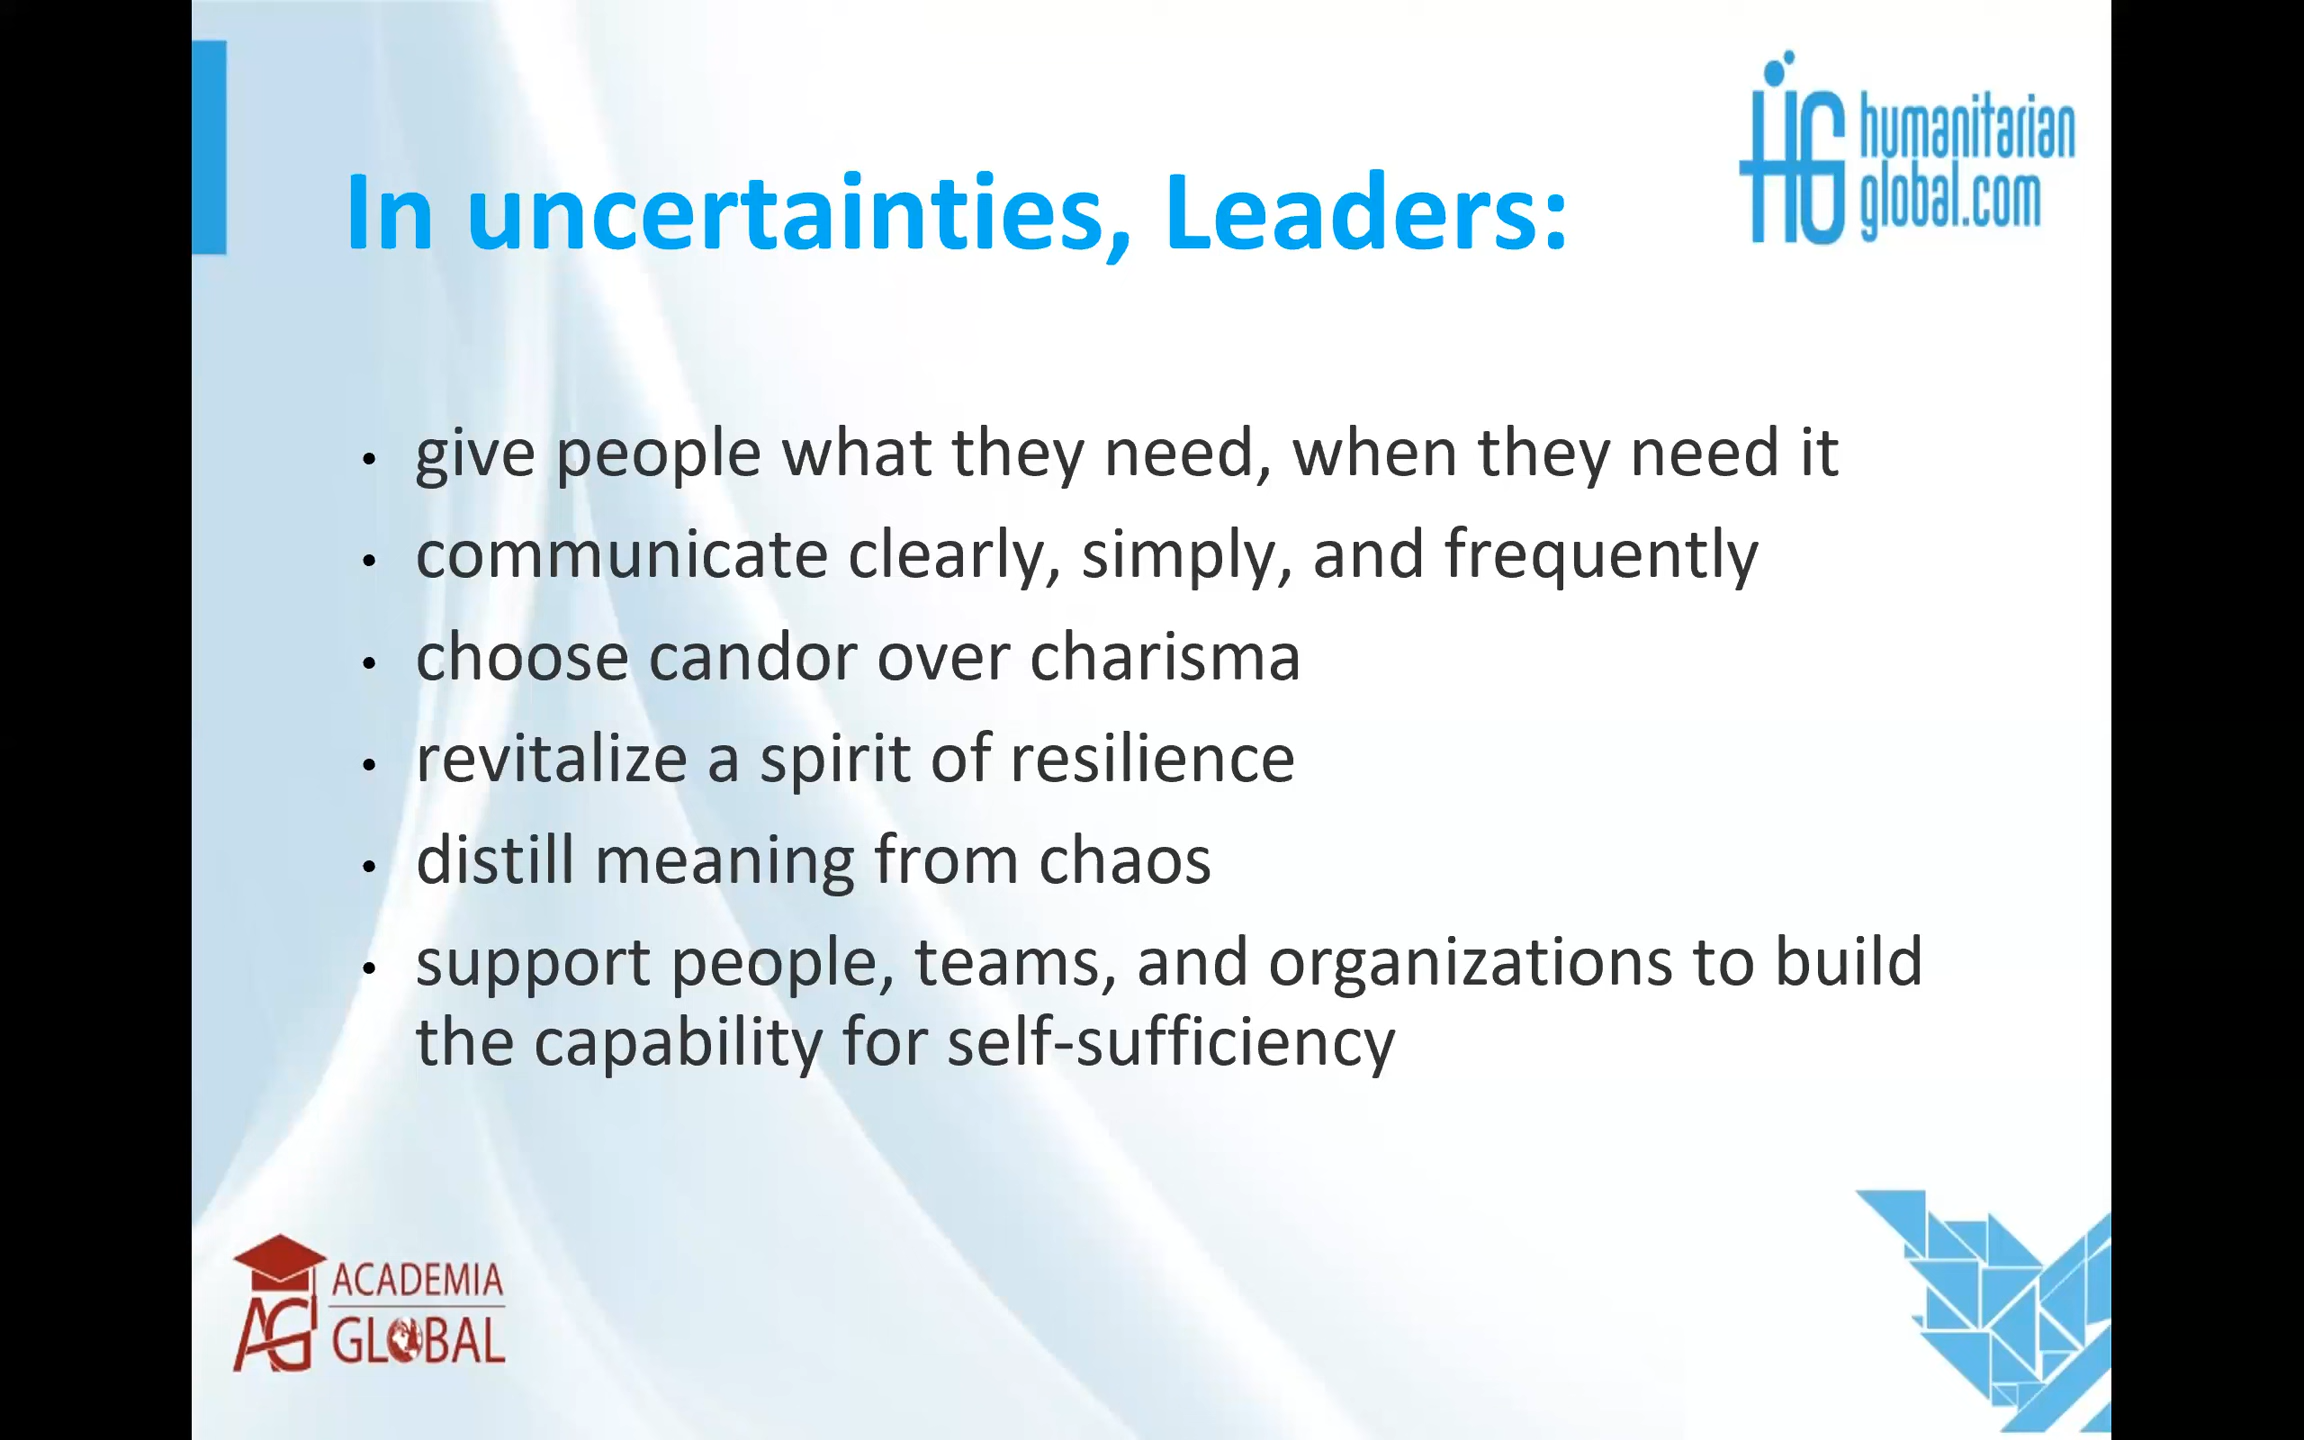 humanitarian
global.com
In uncertainties, Leaders:
• give people what they need, when they need it
• communicate clearly, simply, and frequently
• choose candor over charisma
• revitalize a spirit of resilience
• distill meaning from chaos
• support people, teams, and organizations to build
the capability for self-sufficiency
ACADEMIA
GLOBAL